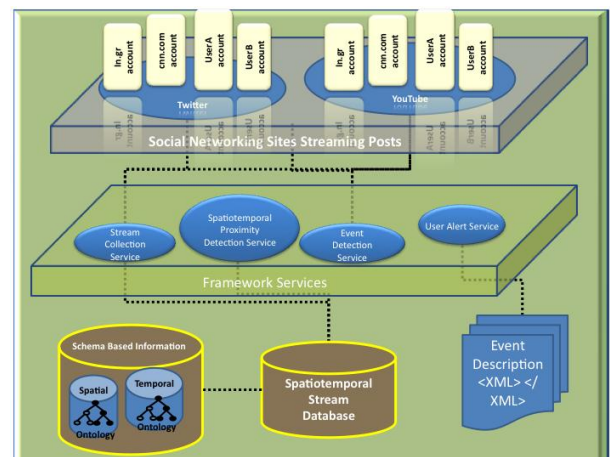 In.gr
account
cnn.com
account
UserA
account
UserB
account
In.gr
account
cnn.com
account
UserA
account
UserB
account
Twitter
YouTube
Social Networking Sites Streaming Posts
Stream
Collection
Service
Spatiotemporal
Proximity
Detection Service
Event
Detection
Service
User Alert Service
Framework Services
Schema Based Information
Spatial
Ontology
Temporal
Ontology
Spatiotemporal
Stream
Database
Event
Description
<XML> </
XML>